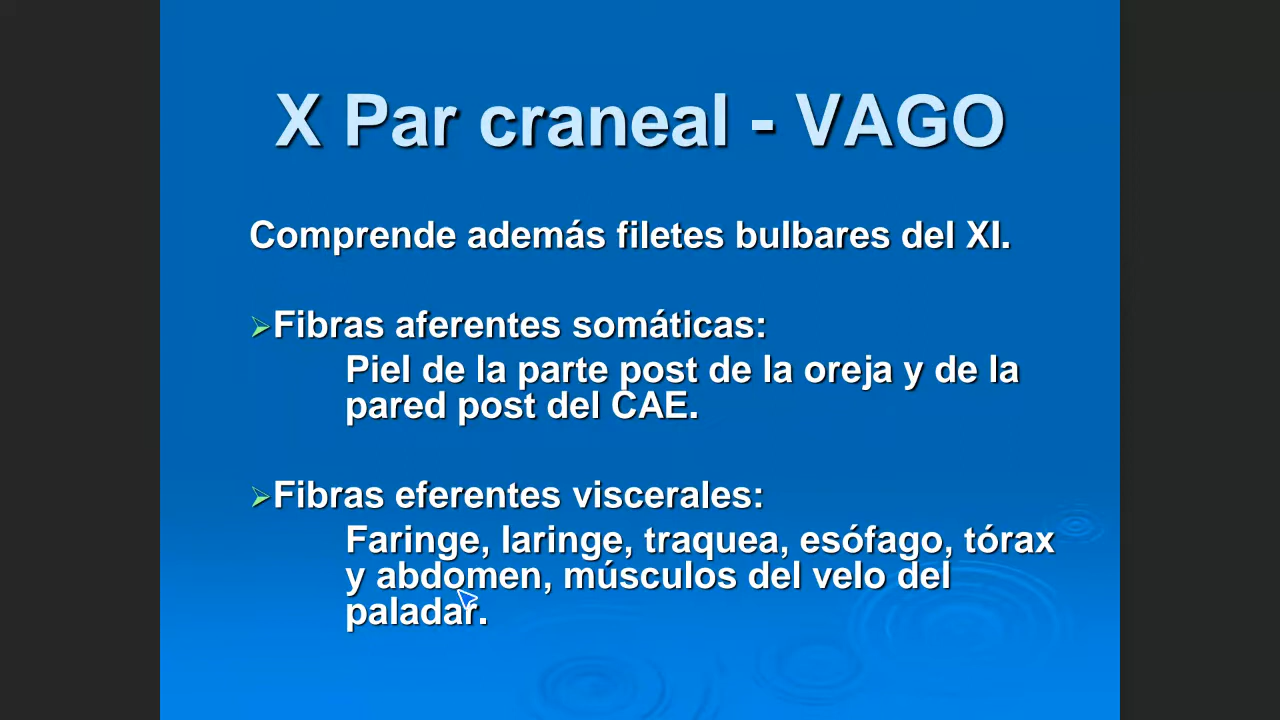 X Par craneal - VAGO
Comprende además filetes bulbares del XI.
Fibras aferentes somáticas:
Piel de la parte post de la oreja y de la
pared post del CAE.
Fibras eferentes viscerales:
Faringe, laringe, traquea, esófago, tórax
y abdomen, músculos del velo del
paladar.